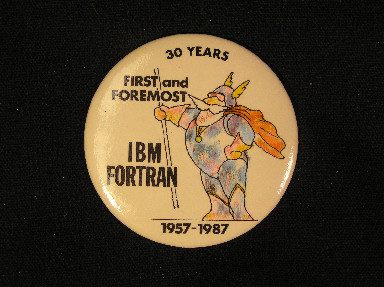 30 YEARS
FIRST and
FOREMOST
IBM
FORTRAN
1957-1987